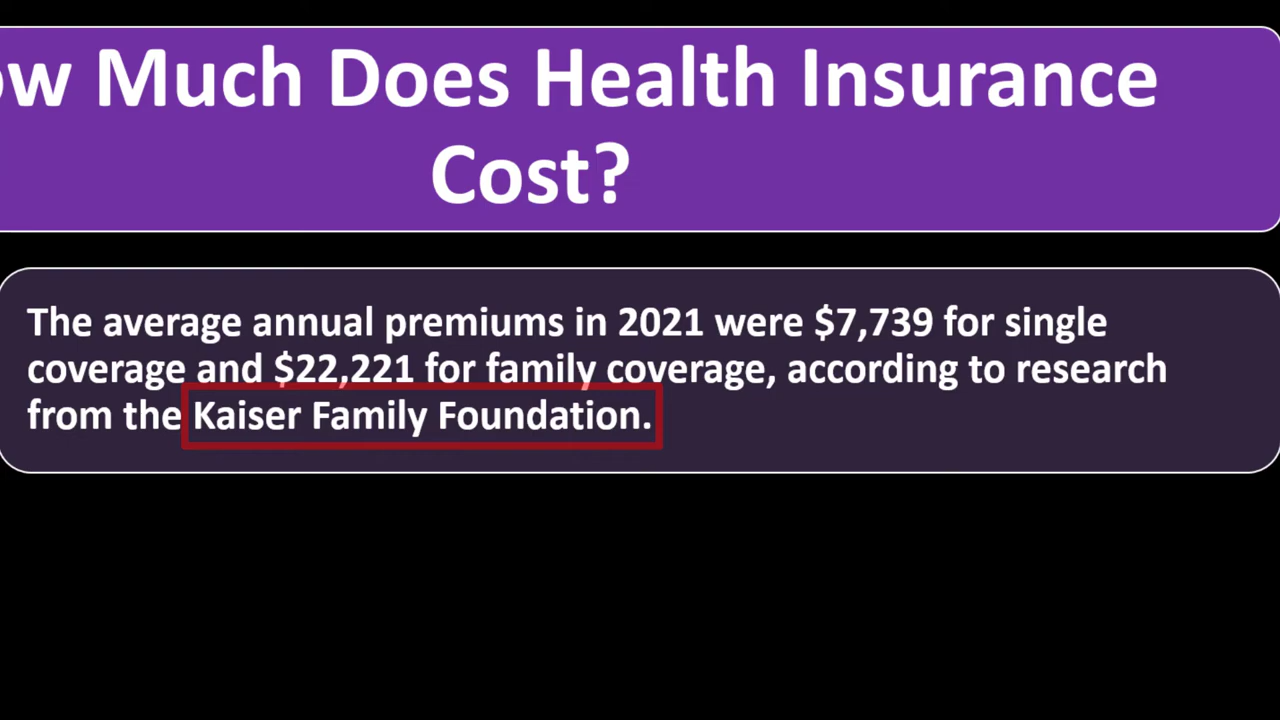 ow Much Does Health Insurance
Cost?
The average annual premiums in 2021 were $7,739 for single
coverage and $22,221 for family coverage, according to research
from the Kaiser Family Foundation.